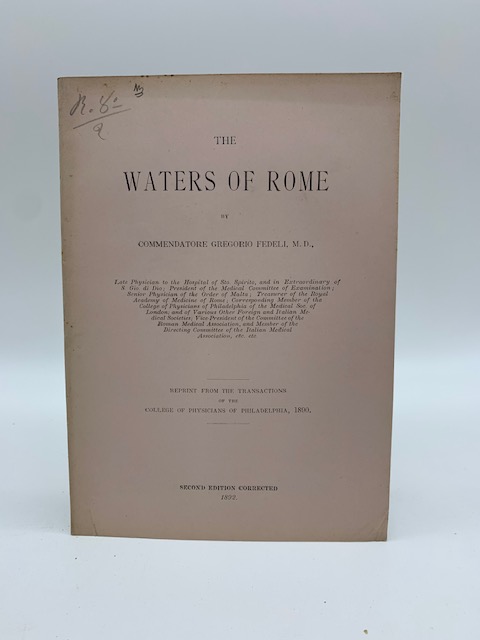 THE
WATERS OF ROME
BY
COMMENDATORE GREGORIO FEDELI, M. D.,
Late Physician to the Hospital of Sto. Spirito, and in Extraordinary of
S Gio. di Dio, President of the Medical Committee of Examination;
Senior Physician of the Order of Malta; Treasurer of the Royal
Academy of Medicine of Rome; Corresponding Member of the
College of Physicians of Philadelphia of the Medical Soc. of
London; and of Various Other Foreign and Italian Me
dical Societies; Vice-President of the Committee of the
Roman Medical Association, and Member of the
Directing Committee of the Italian Medical
Association, etc. etc.
REPRINT FROM THE TRANSACTIONS
OF THE
COLLEGE OF PHYSICIANS OF PHILADELPHIA, 1890.
SECOND EDITION CORRECTED
1892.